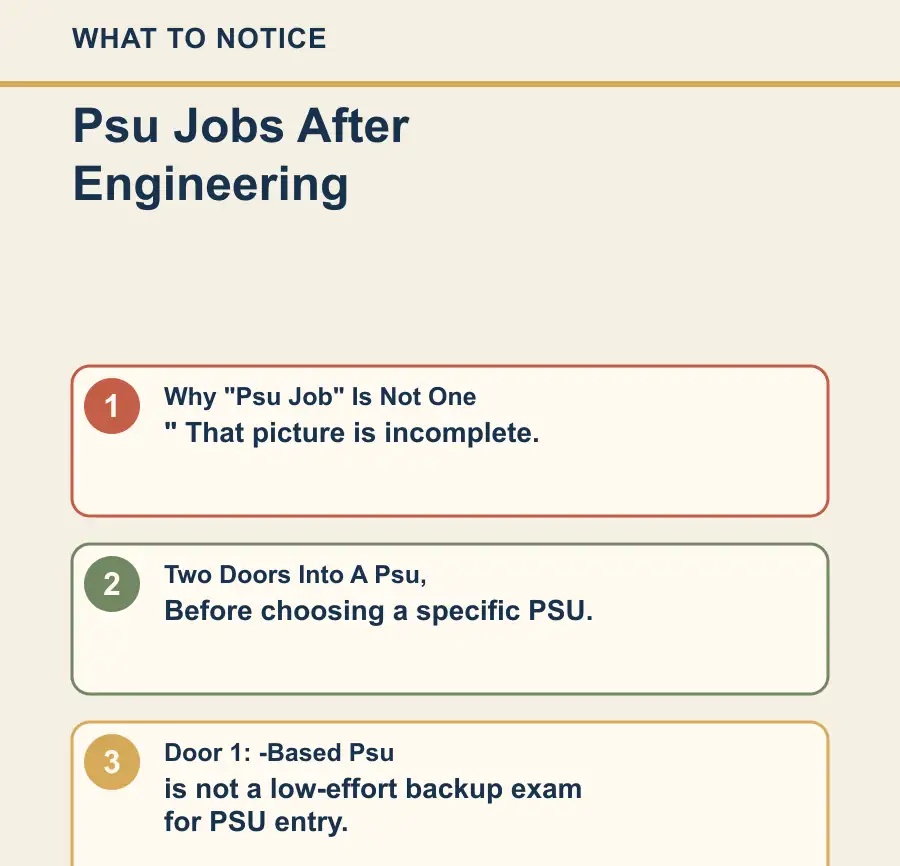 WHAT TO NOTICE
Psu Jobs After
Engineering
1
Why "Psu Job" Is Not One
" That picture is incomplete.
2
Two Doors Into A Psu,
Before choosing a specific PSU.
3
Door 1: -Based Psu
is not a low-effort backup exam
for PSU entry.